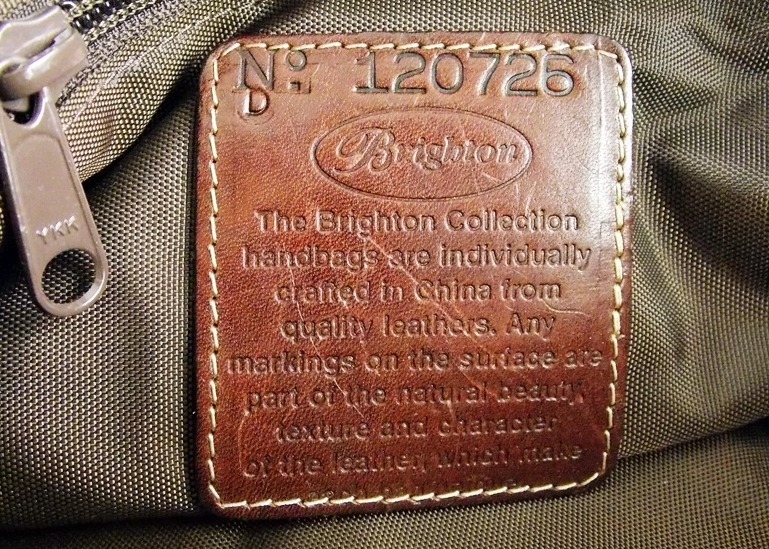 Nº: 120726
D
Brighton
The Brighton Collection
handbags are individually
crafted in China from
quality leathers. Any
markings on the surface are
part of the natural beauty,
texture and character
of the leather, which make
YKK